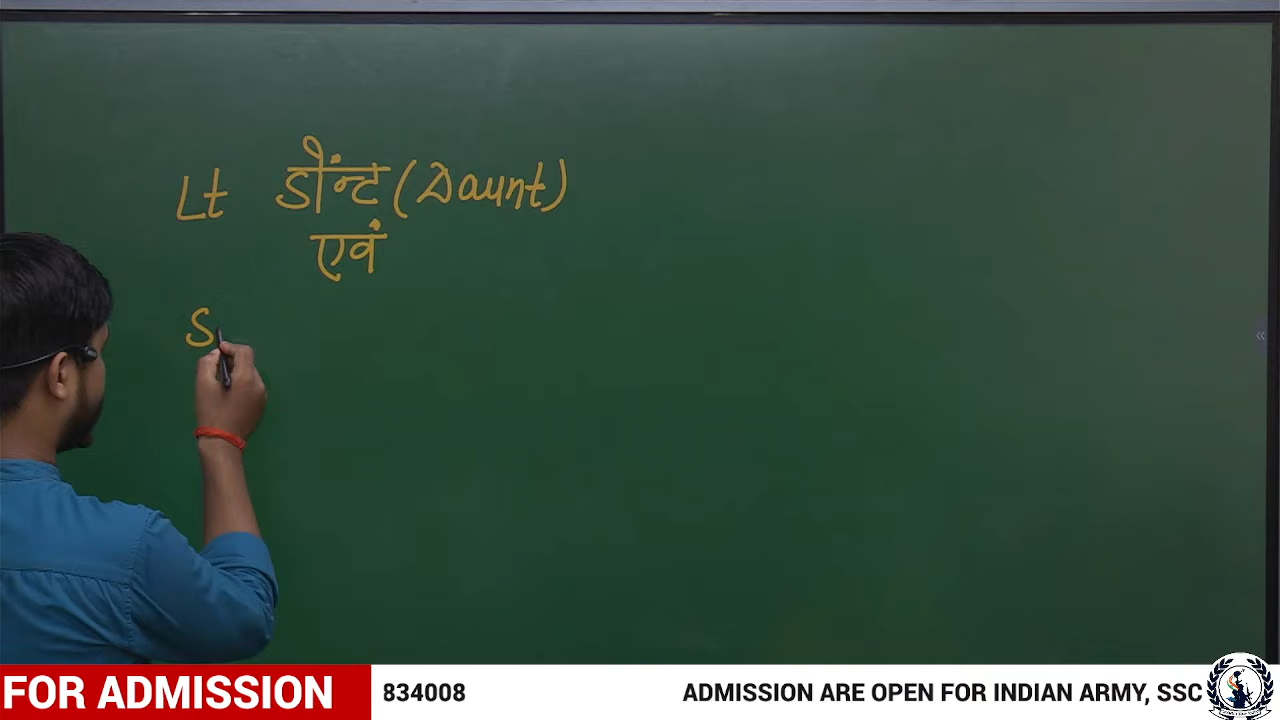 Lt डोंन्ट (Daunt)
एवं
S
FOR ADMISSION 834008 ADMISSION ARE OPEN FOR INDIAN ARMY, SSC